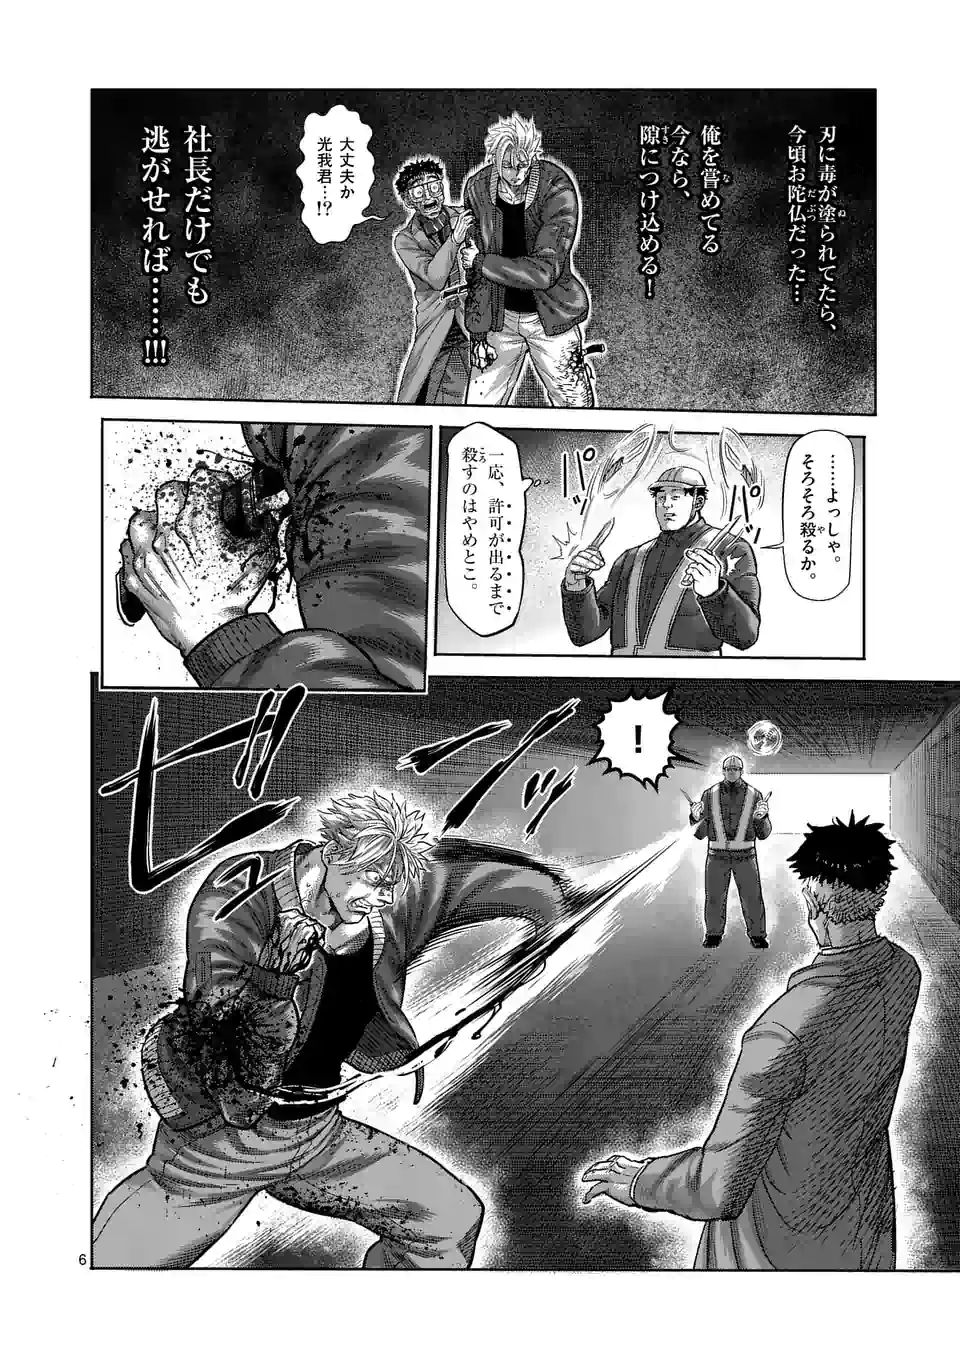 刃に毒が塗られてたら、
今頃お陀仏だった…
俺を嘗めてる
今なら、
隙につけ込める！
大丈夫か
光我君…!?
社長だけでも
逃がせれば……!!!
……よっしゃ。
そろそろ殺るか。
一応、許可が出るまで
殺すのはやめとこ。
！
ビュンッ
6